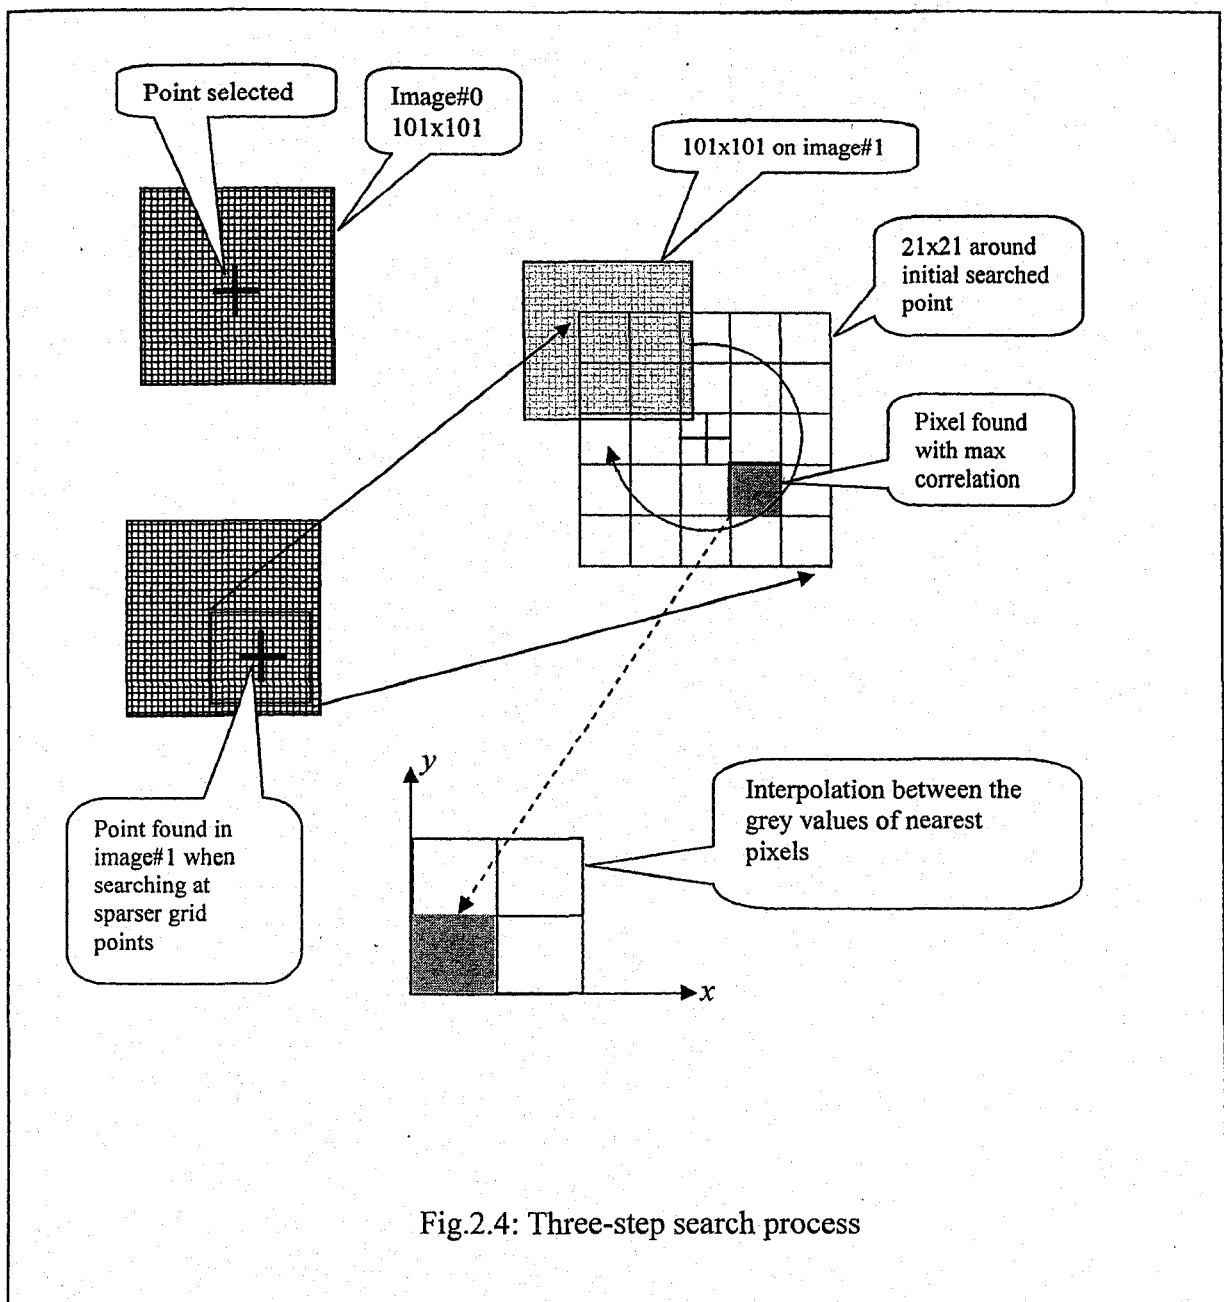 Point selected
Image#0
101x101
101x101 on image#1
21x21 around
initial searched
point
Pixel found
with max
correlation
Point found in
image#1 when
searching at
sparser grid
points
y
Interpolation between the
grey values of nearest
pixels
x
Fig.2.4: Three-step search process